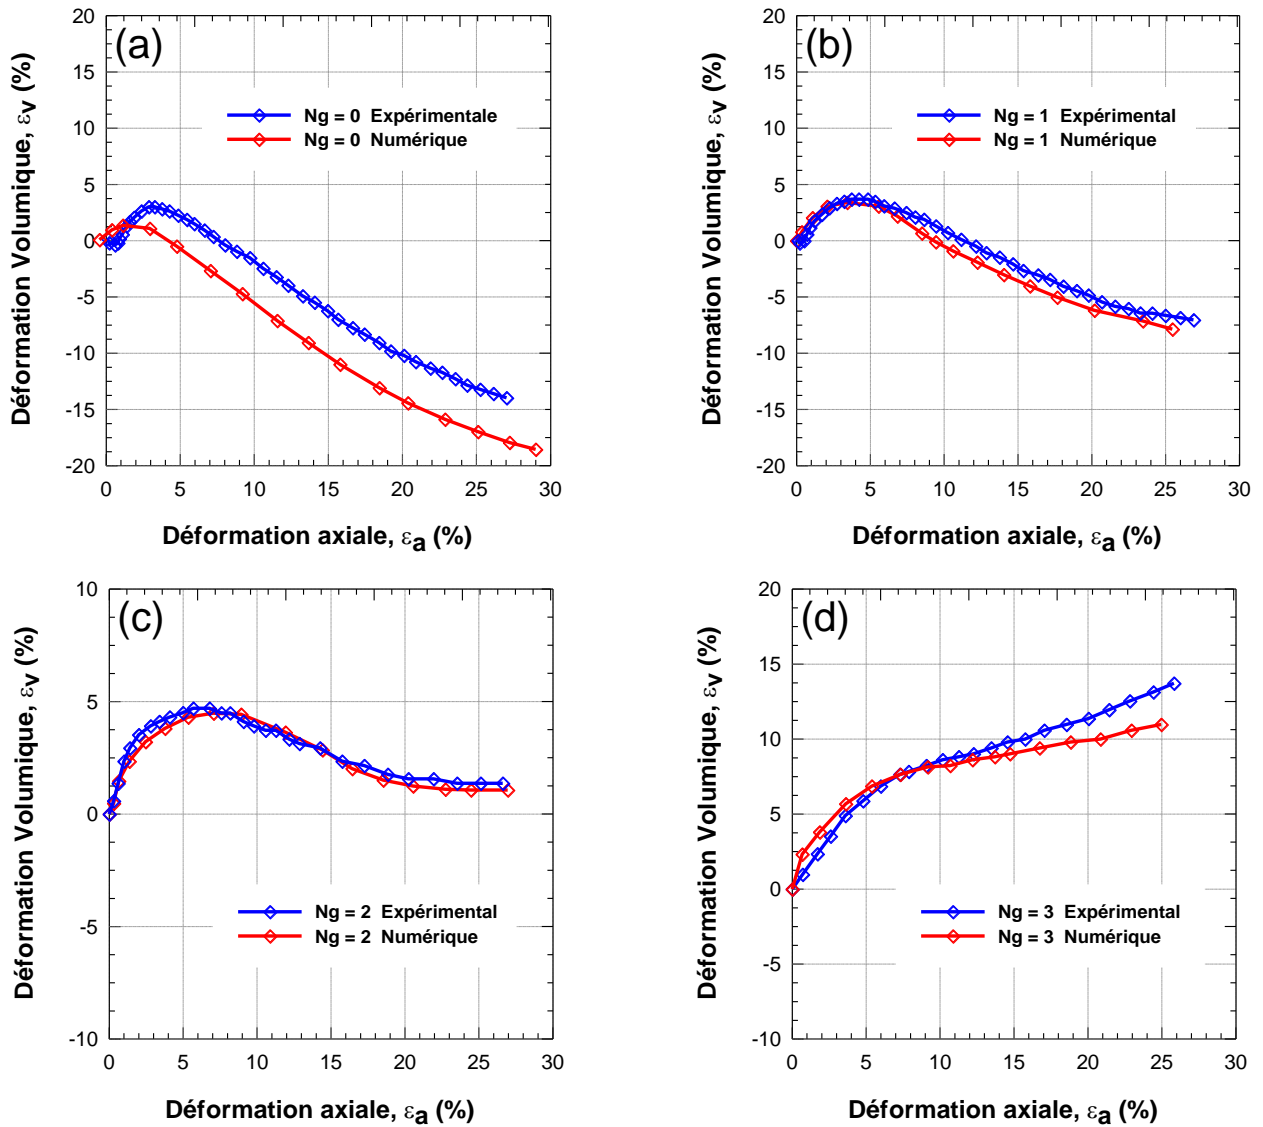 (a)
Déformation Volumique, εv (%)
20
15
10
5
0
-5
-10
-15
-20
Ng = 0 Expérimentale
Ng = 0 Numérique
0 5 10 15 20 25 30
Déformation axiale, εa (%)
(b)
Déformation Volumique, εv (%)
20
15
10
5
0
-5
-10
-15
-20
Ng = 1 Expérimental
Ng = 1 Numérique
0 5 10 15 20 25 30
Déformation axiale, εa (%)
(c)
Déformation Volumique, εv (%)
10
5
0
-5
-10
Ng = 2 Expérimental
Ng = 2 Numérique
0 5 10 15 20 25 30
Déformation axiale, εa (%)
(d)
Déformation Volumique, εv (%)
20
15
10
5
0
-5
-10
Ng = 3 Expérimental
Ng = 3 Numérique
0 5 10 15 20 25 30
Déformation axiale, εa (%)